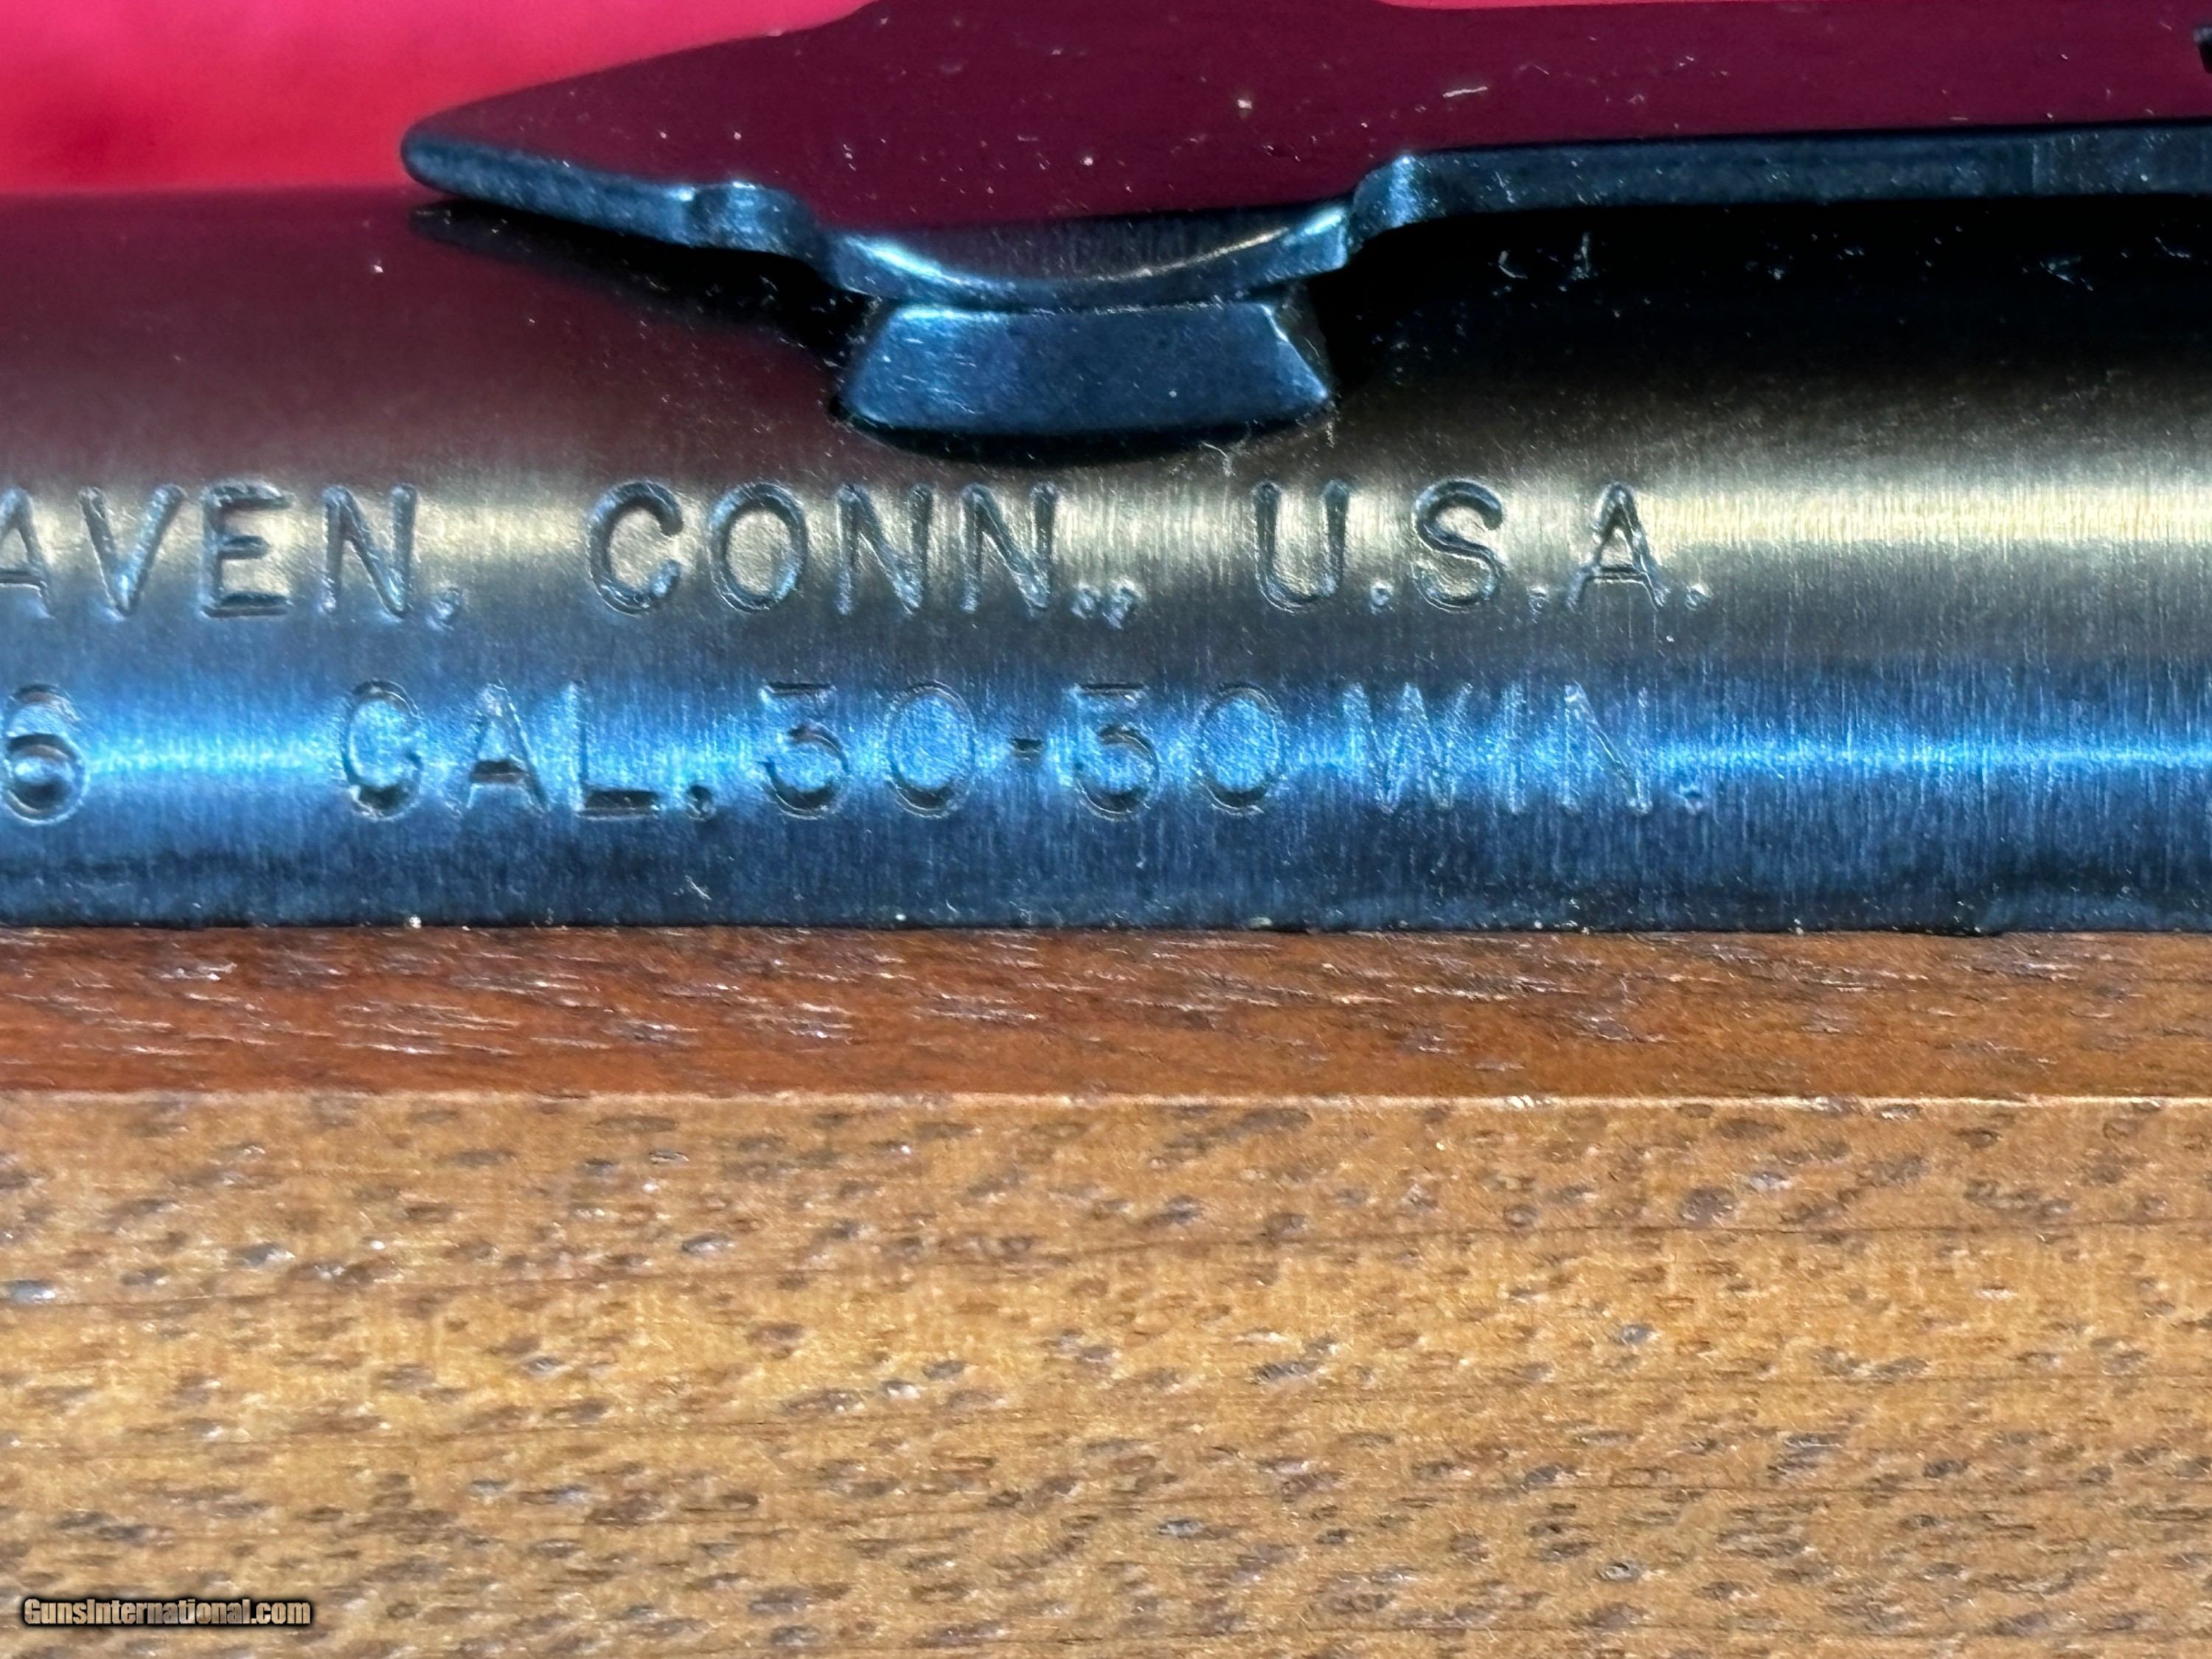 AVEN, CONN., U.S.A.
6 CAL. 30-30 WIN.
GunsInternational.com